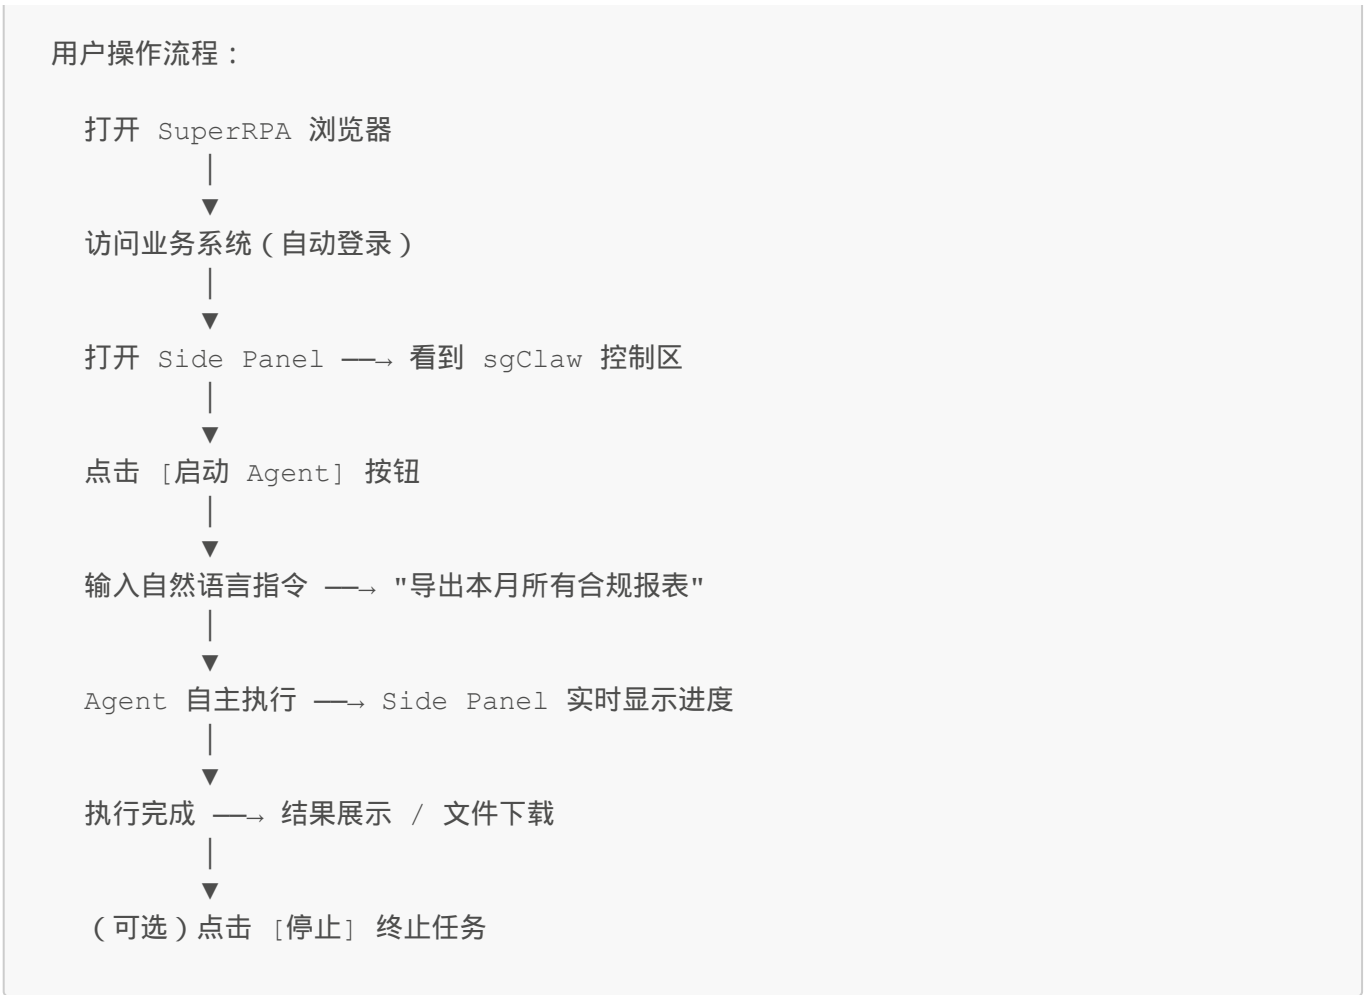 用户操作流程：
打开 SuperRPA 浏览器
│
▼
访问业务系统（自动登录）
│
▼
打开 Side Panel ──→ 看到 sgClaw 控制区
│
▼
点击 [启动 Agent] 按钮
│
▼
输入自然语言指令 ──→ "导出本月所有合规报表"
│
▼
Agent 自主执行 ──→ Side Panel 实时显示进度
│
▼
执行完成 ──→ 结果展示 / 文件下载
│
▼
（可选）点击 [停止] 终止任务